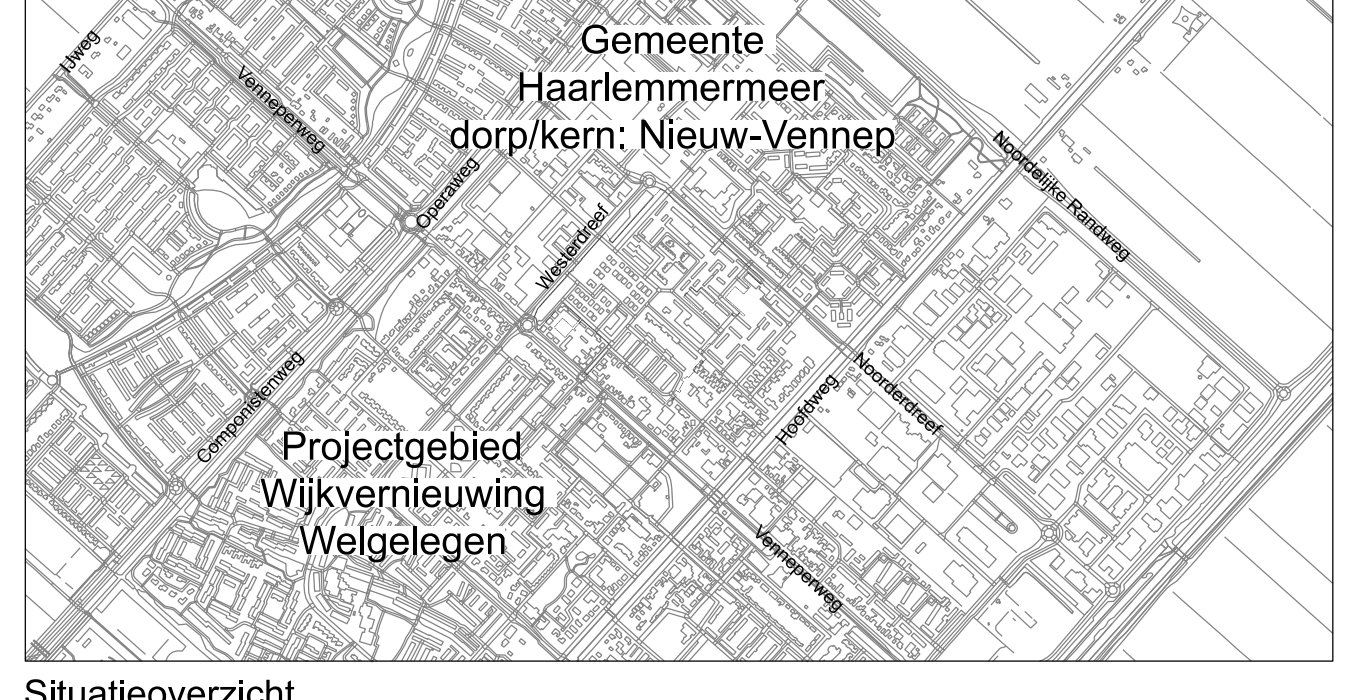 Gemeente
Haarlemmermeer
dorp/kern: Nieuw-Vennep
IJweg
Venneperweg
Operaweg
Westerdreef
Noordelijke Randweg
Componistenweg
Hoofdweg
Noorderdreef
Projectgebied
Wijkvernieuwing
Welgelegen
Venneperweg
Situatieoverzicht